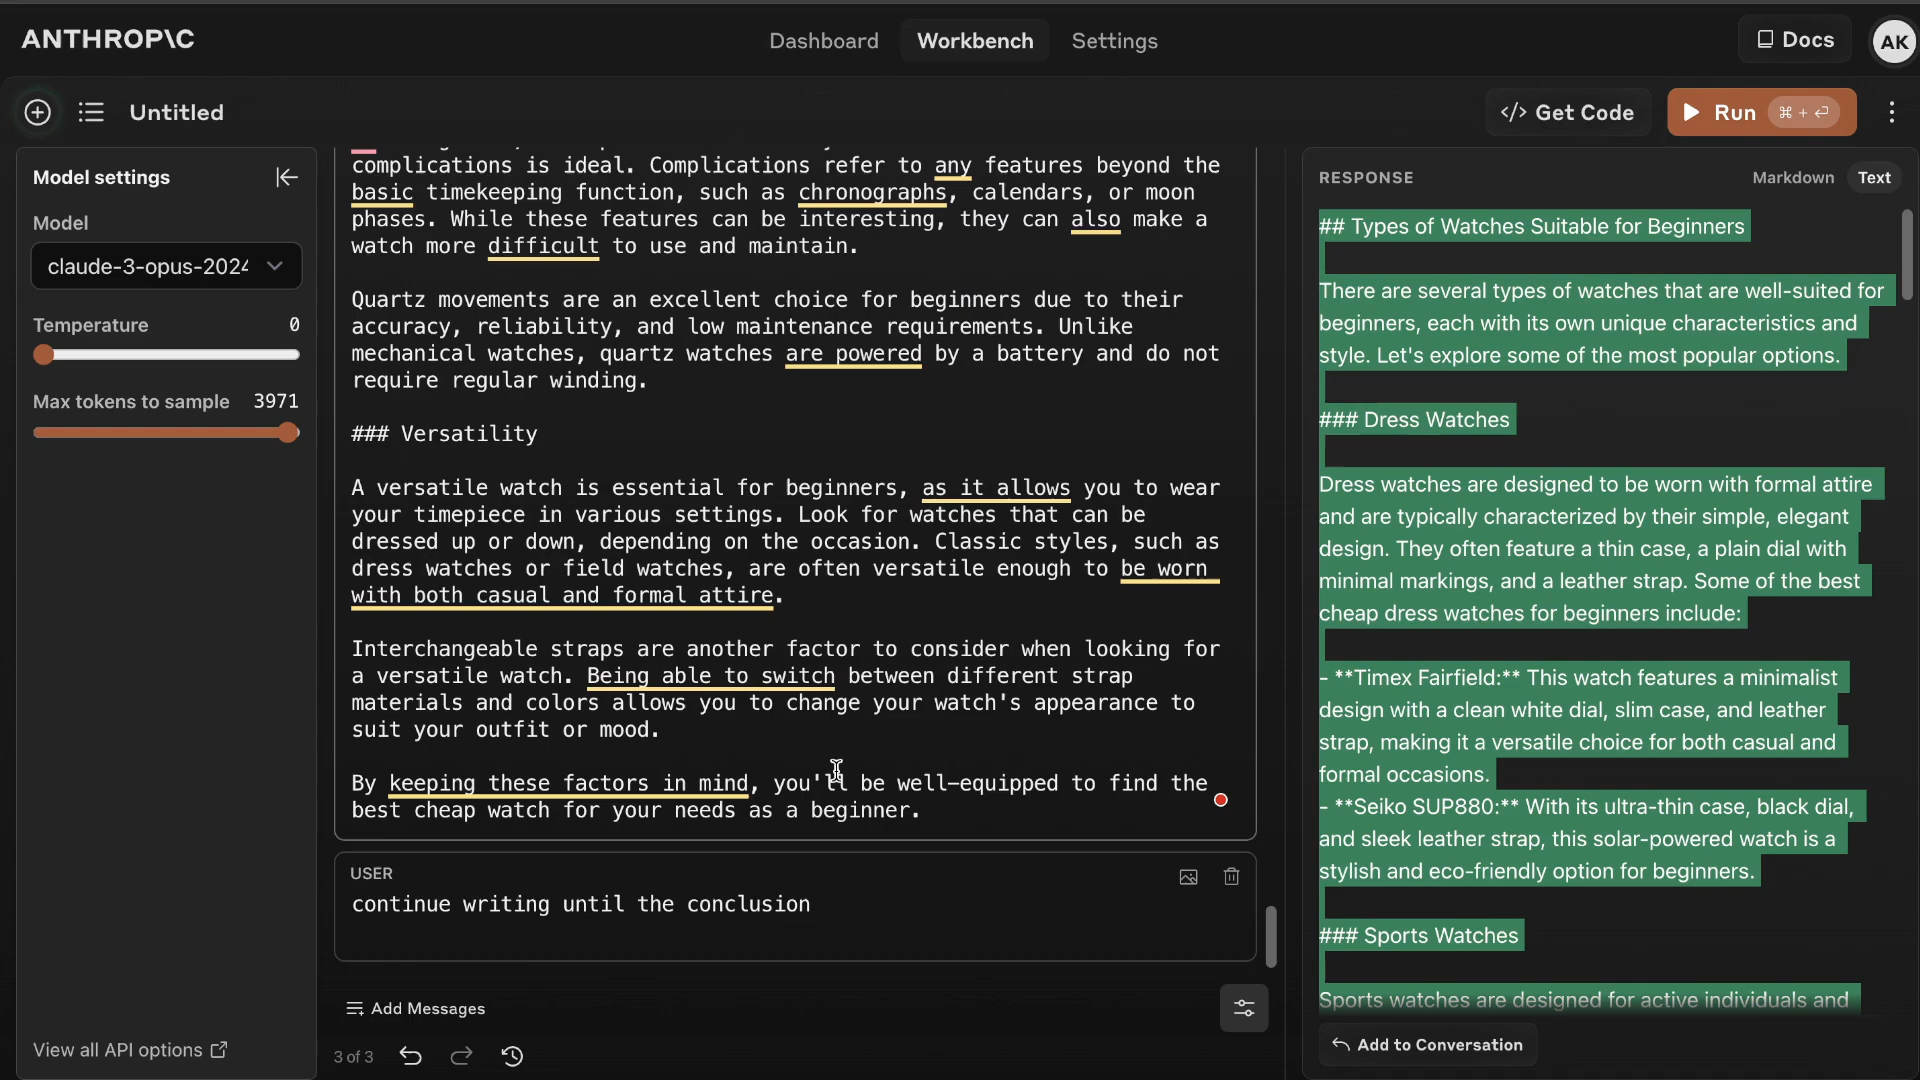 ANTHROP\C
Dashboard
Workbench
Settings
Docs
AK
Untitled
</> Get Code
Run ⌘ + ⏎
Model settings
Model
claude-3-opus-2024
Temperature 0
Max tokens to sample 3971
View all API options
complications is ideal. Complications refer to any features beyond the
basic timekeeping function, such as chronographs, calendars, or moon
phases. While these features can be interesting, they can also make a
watch more difficult to use and maintain.
Quartz movements are an excellent choice for beginners due to their
accuracy, reliability, and low maintenance requirements. Unlike
mechanical watches, quartz watches are powered by a battery and do not
require regular winding.
### Versatility
A versatile watch is essential for beginners, as it allows you to wear
your timepiece in various settings. Look for watches that can be
dressed up or down, depending on the occasion. Classic styles, such as
dress watches or field watches, are often versatile enough to be worn
with both casual and formal attire.
Interchangeable straps are another factor to consider when looking for
a versatile watch. Being able to switch between different strap
materials and colors allows you to change your watch's appearance to
suit your outfit or mood.
By keeping these factors in mind, you'll be well-equipped to find the
best cheap watch for your needs as a beginner.
USER
continue writing until the conclusion
Add Messages
3 of 3
RESPONSE
Markdown
Text
## Types of Watches Suitable for Beginners
There are several types of watches that are well-suited for
beginners, each with its own unique characteristics and
style. Let's explore some of the most popular options.
### Dress Watches
Dress watches are designed to be worn with formal attire
and are typically characterized by their simple, elegant
design. They often feature a thin case, a plain dial with
minimal markings, and a leather strap. Some of the best
cheap dress watches for beginners include:
- **Timex Fairfield:** This watch features a minimalist
design with a clean white dial, slim case, and leather
strap, making it a versatile choice for both casual and
formal occasions.
- **Seiko SUP880:** With its ultra-thin case, black dial,
and sleek leather strap, this solar-powered watch is a
stylish and eco-friendly option for beginners.
### Sports Watches
Sports watches are designed for active individuals and
Add to Conversation